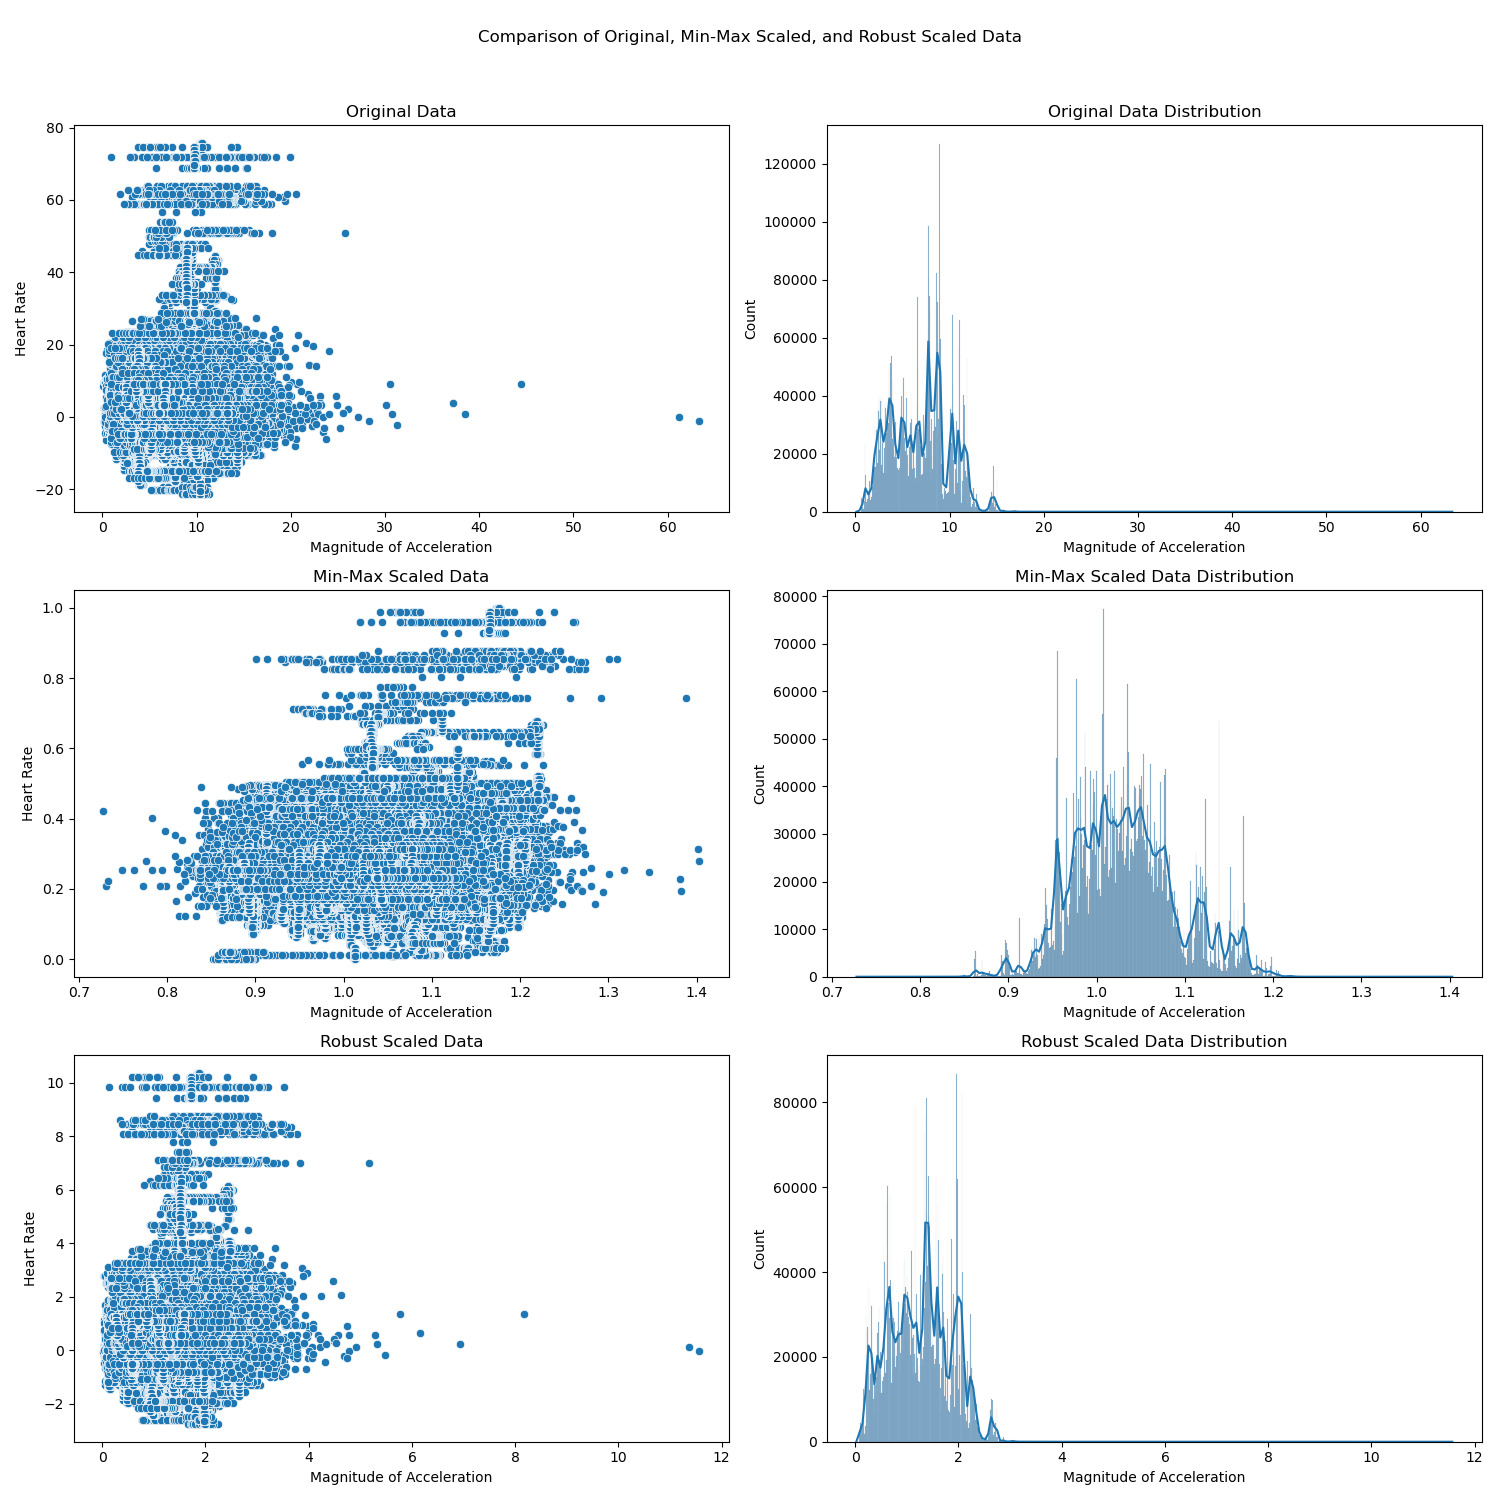 Comparison of Original, Min-Max Scaled, and Robust Scaled Data
Original Data
Heart Rate
80
60
40
20
0
−20
0 10 20 30 40 50 60
Magnitude of Acceleration
Original Data Distribution
Count
120000
100000
80000
60000
40000
20000
0
0 10 20 30 40 50 60
Magnitude of Acceleration
Min-Max Scaled Data
Heart Rate
1.0
0.8
0.6
0.4
0.2
0.0
0.7 0.8 0.9 1.0 1.1 1.2 1.3 1.4
Magnitude of Acceleration
Min-Max Scaled Data Distribution
Count
80000
70000
60000
50000
40000
30000
20000
10000
0
0.7 0.8 0.9 1.0 1.1 1.2 1.3 1.4
Magnitude of Acceleration
Robust Scaled Data
Heart Rate
10
8
6
4
2
0
−2
0 2 4 6 8 10 12
Magnitude of Acceleration
Robust Scaled Data Distribution
Count
80000
60000
40000
20000
0
0 2 4 6 8 10 12
Magnitude of Acceleration